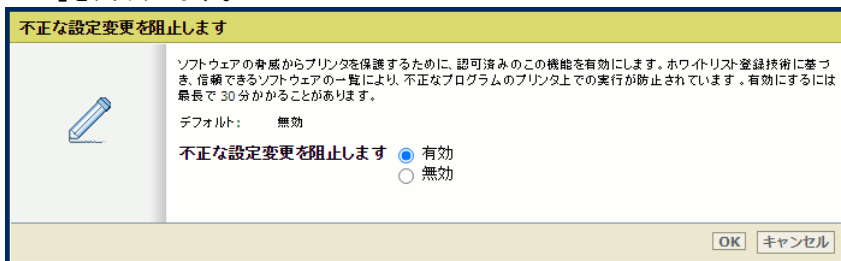 不正な設定変更を阻止します
ソフトウェアの脅威からプリンタを保護するために、認可済みのこの機能を有効にします。ホワイトリスト登録技術に基づ
き、信頼できるソフトウェアの一覧により、不正なプログラムのプリンタ上での実行が防止されています。有効にするには
最長で 30 分かかることがあります。
デフォルト： 無効
不正な設定変更を阻止します 有効
無効
OK キャンセル